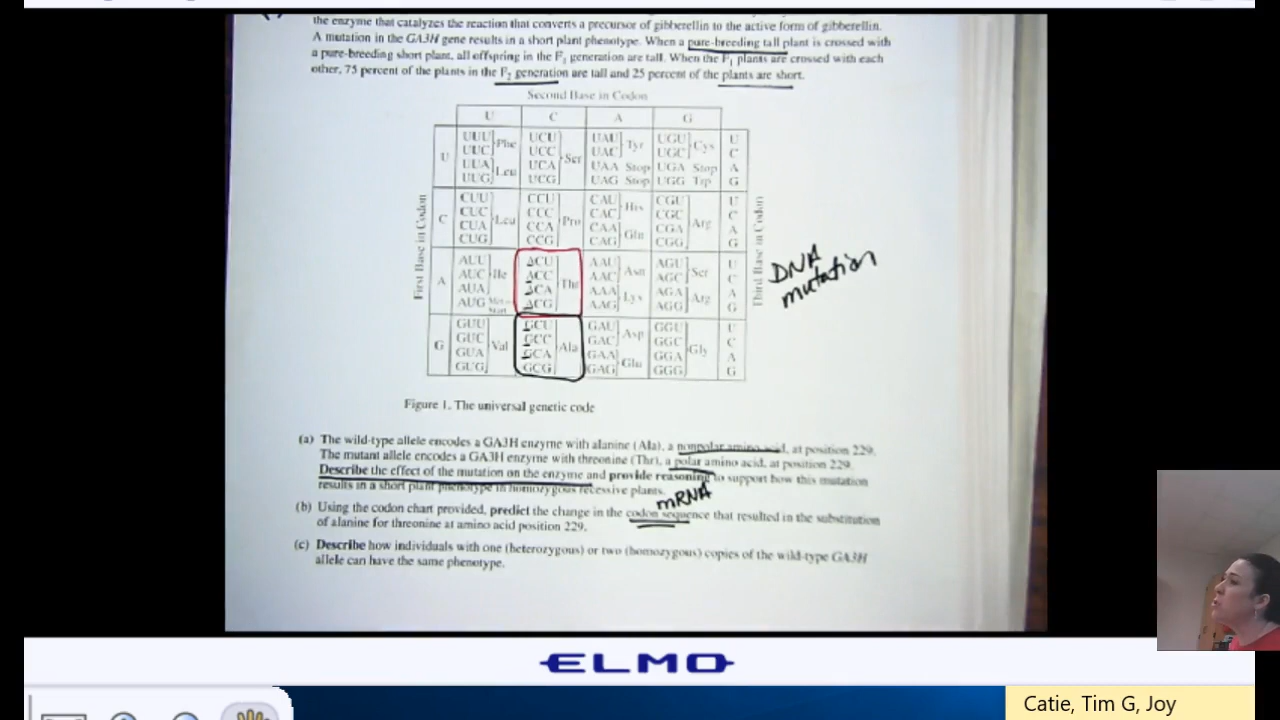 the enzyme that catalyzes the reaction that converts a precursor of gibberellin to the active form of gibberellin.
A mutation in the GA3H gene results in a short plant phenotype. When a pure-breeding tall plant is crossed with
a pure-breeding short plant, all offspring in the F1 generation are tall. When the F1 plants are crossed with each
other, 75 percent of the plants in the F2 generation are tall and 25 percent of the plants are short.
Second Base in Codon
U C A G
First Base in Codon
Third Base in Codon
U
UUU UUC Phe UUA UUG Leu
UCU UCC UCA UCG Ser
UAU UAC Tyr UAA Stop UAG Stop
UGU UGC Cys UGA Stop UGG Trp
U C A G
C
CUU CUC CUA CUG Leu
CCU CCC CCA CCG Pro
CAU CAC His CAA CAG Gln
CGU CGC CGA CGG Arg
U C A G
A
AUU AUC AUA Ile AUG Met Start
ACU ACC ACA ACG Thr
AAU AAC Asn AAA AAG Lys
AGU AGC Ser AGA AGG Arg
U C A G
G
GUU GUC GUA GUG Val
GCU GCC GCA GCG Ala
GAU GAC Asp GAA GAG Glu
GGU GGC GGA GGG Gly
U C A G
DNA
mutation
Figure 1. The universal genetic code
(a) The wild-type allele encodes a GA3H enzyme with alanine (Ala), a nonpolar amino acid, at position 229.
The mutant allele encodes a GA3H enzyme with threonine (Thr), a polar amino acid, at position 229.
Describe the effect of the mutation on the enzyme and provide reasoning to support how this mutation
results in a short plant phenotype in homozygous recessive plants.
mRNA
(b) Using the codon chart provided, predict the change in the codon sequence that resulted in the substitution
of alanine for threonine at amino acid position 229.
(c) Describe how individuals with one (heterozygous) or two (homozygous) copies of the wild-type GA3H
allele can have the same phenotype.
ELMO
Catie, Tim G, Joy